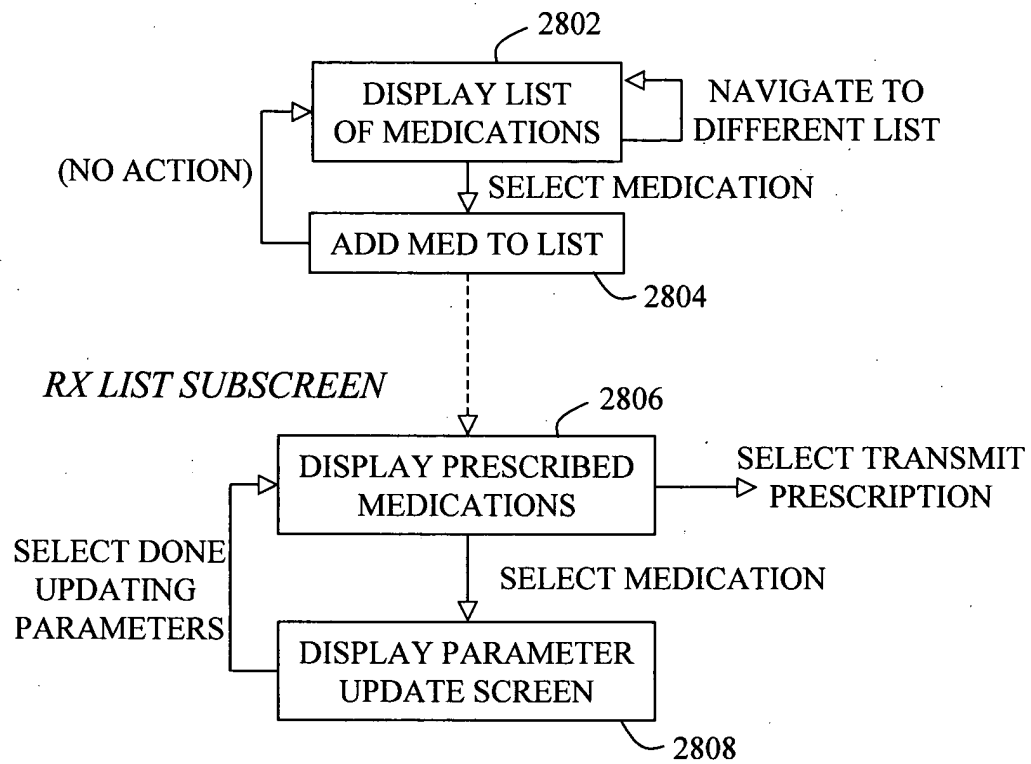 2802
DISPLAY LIST
OF MEDICATIONS
NAVIGATE TO
DIFFERENT LIST
(NO ACTION)
SELECT MEDICATION
ADD MED TO LIST
2804
RX LIST SUBSCREEN
2806
DISPLAY PRESCRIBED
MEDICATIONS
SELECT TRANSMIT
PRESCRIPTION
SELECT DONE
UPDATING
PARAMETERS
SELECT MEDICATION
DISPLAY PARAMETER
UPDATE SCREEN
2808